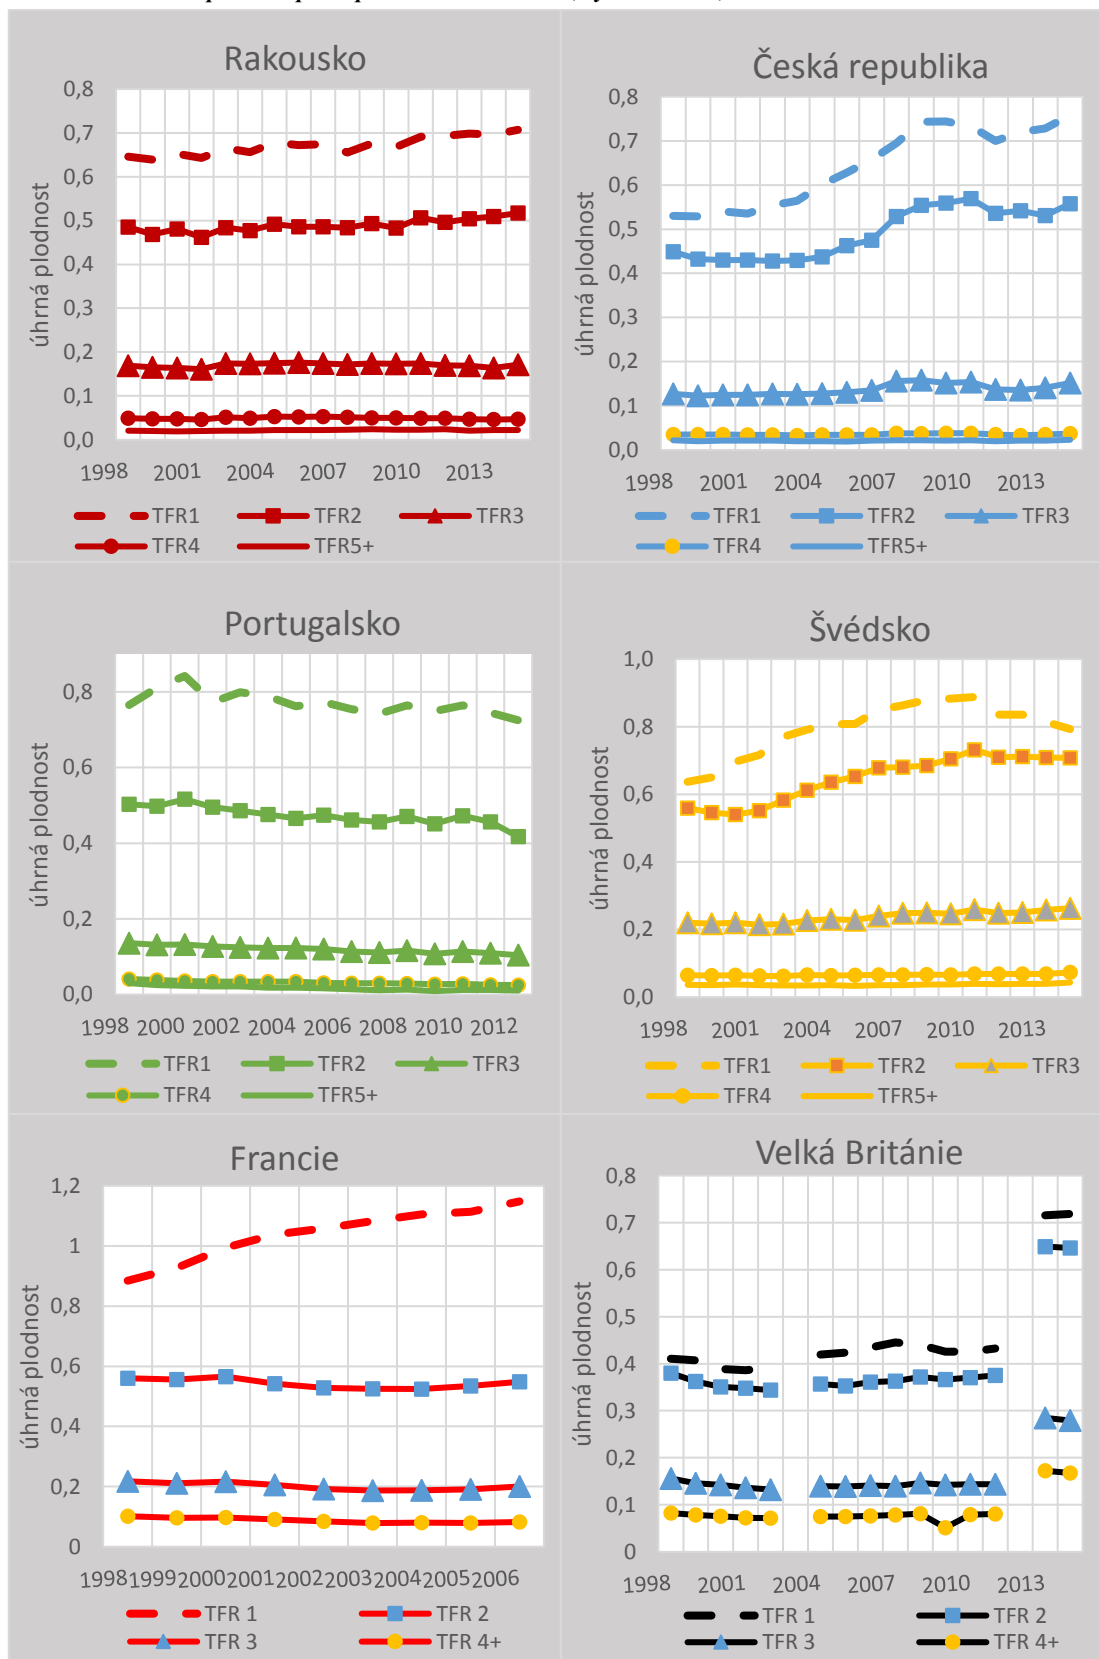 Rakousko
0,8
0,7
0,6
0,5
0,4
0,3
0,2
0,1
0,0
úhrná plodnost
1998 2001 2004 2007 2010 2013
TFR1 TFR2 TFR3
TFR4 TFR5+
Česká republika
0,8
0,7
0,6
0,5
0,4
0,3
0,2
0,1
0,0
úhrná plodnost
1998 2001 2004 2007 2010 2013
TFR1 TFR2 TFR3
TFR4 TFR5+
Portugalsko
0,8
0,6
0,4
0,2
0,0
úhrná plodnost
1998 2000 2002 2004 2006 2008 2010 2012
TFR1 TFR2 TFR3
TFR4 TFR5+
Švédsko
1,0
0,8
0,6
0,4
0,2
0,0
úhrná plodnost
1998 2001 2004 2007 2010 2013
TFR1 TFR2 TFR3
TFR4 TFR5+
Francie
1,2
1
0,8
0,6
0,4
0,2
0
úhrná plodnost
1998 1999 2000 2001 2002 2003 2004 2005 2006
TFR 1 TFR 2
TFR 3 TFR 4+
Velká Británie
0,8
0,7
0,6
0,5
0,4
0,3
0,2
0,1
0
úhrná plodnost
1998 2001 2004 2007 2010 2013
TFR 1 TFR 2
TFR 3 TFR 4+